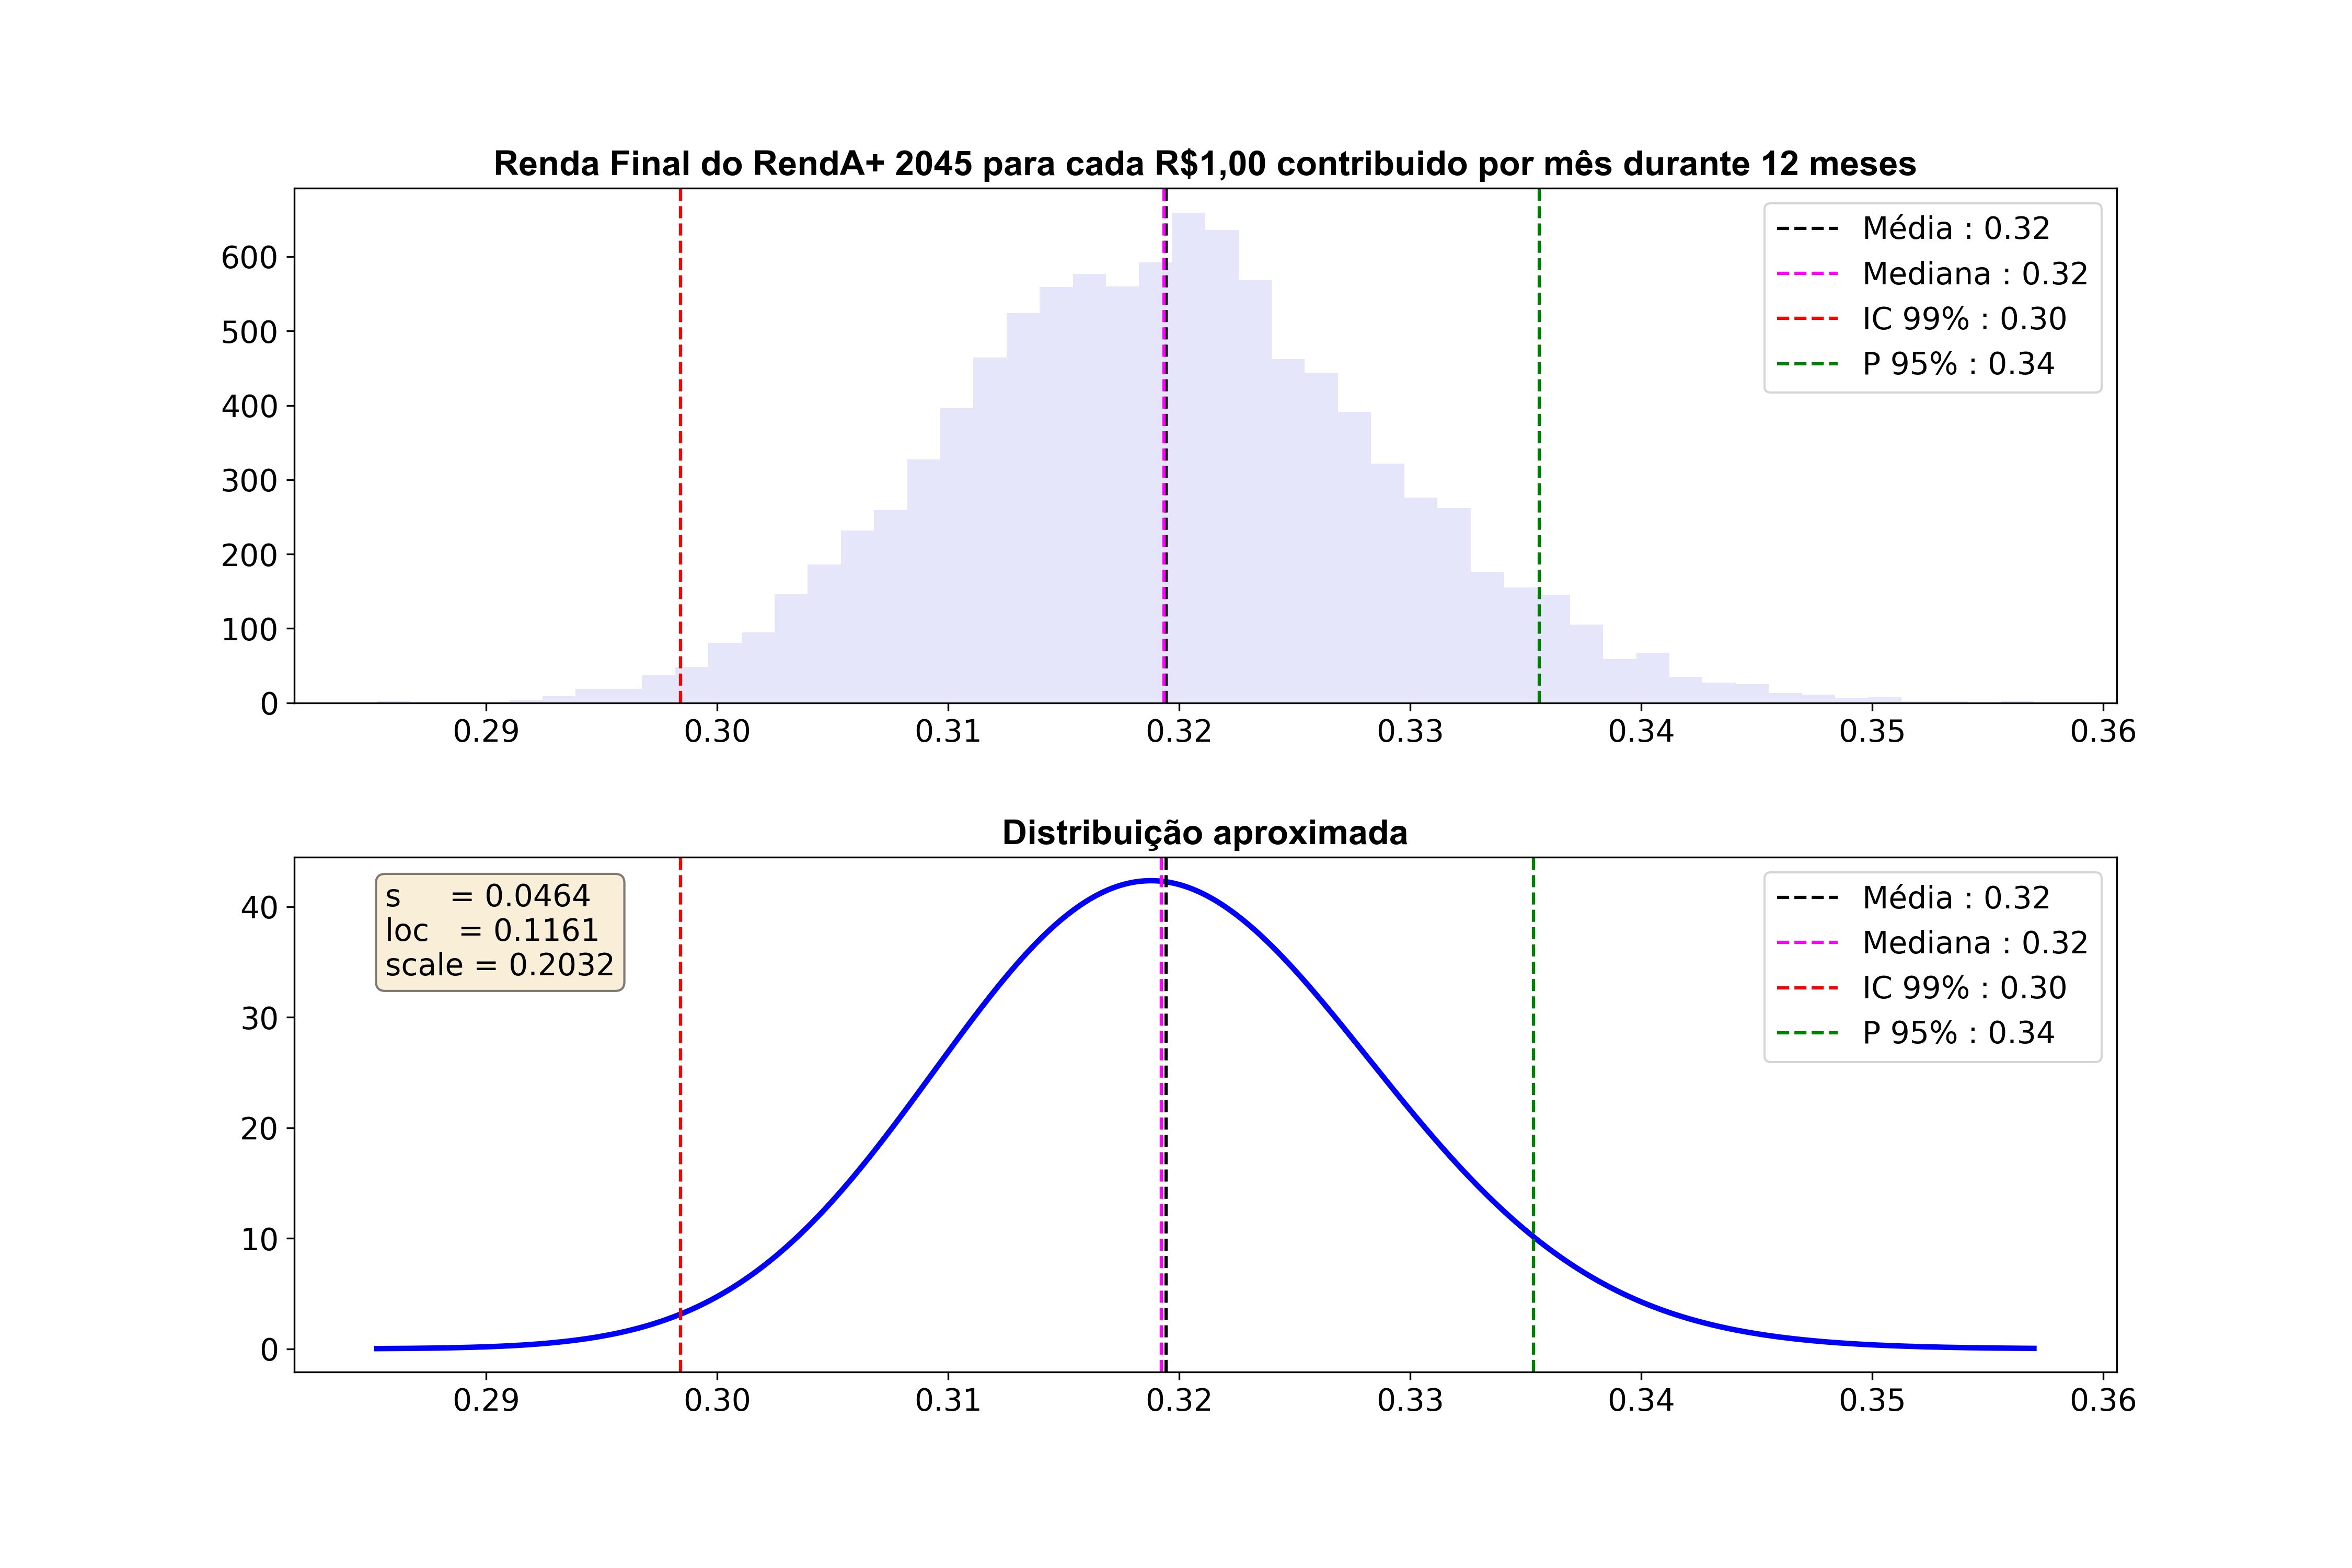 Renda Final do RendA+ 2045 para cada R$1,00 contribuido por mês durante 12 meses
600
500
400
300
200
100
0
Média : 0.32
Mediana : 0.32
IC 99% : 0.30
P 95% : 0.34
0.29 0.30 0.31 0.32 0.33 0.34 0.35 0.36
Distribuição aproximada
40
30
20
10
0
s = 0.0464
loc = 0.1161
scale = 0.2032
Média : 0.32
Mediana : 0.32
IC 99% : 0.30
P 95% : 0.34
0.29 0.30 0.31 0.32 0.33 0.34 0.35 0.36